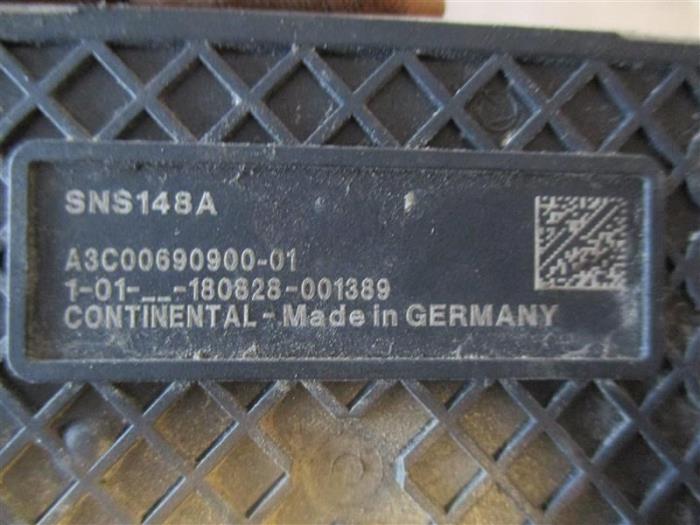 SNS148A
A3C00690900-01
1-01-__-180828-001389
CONTINENTAL - Made in GERMANY